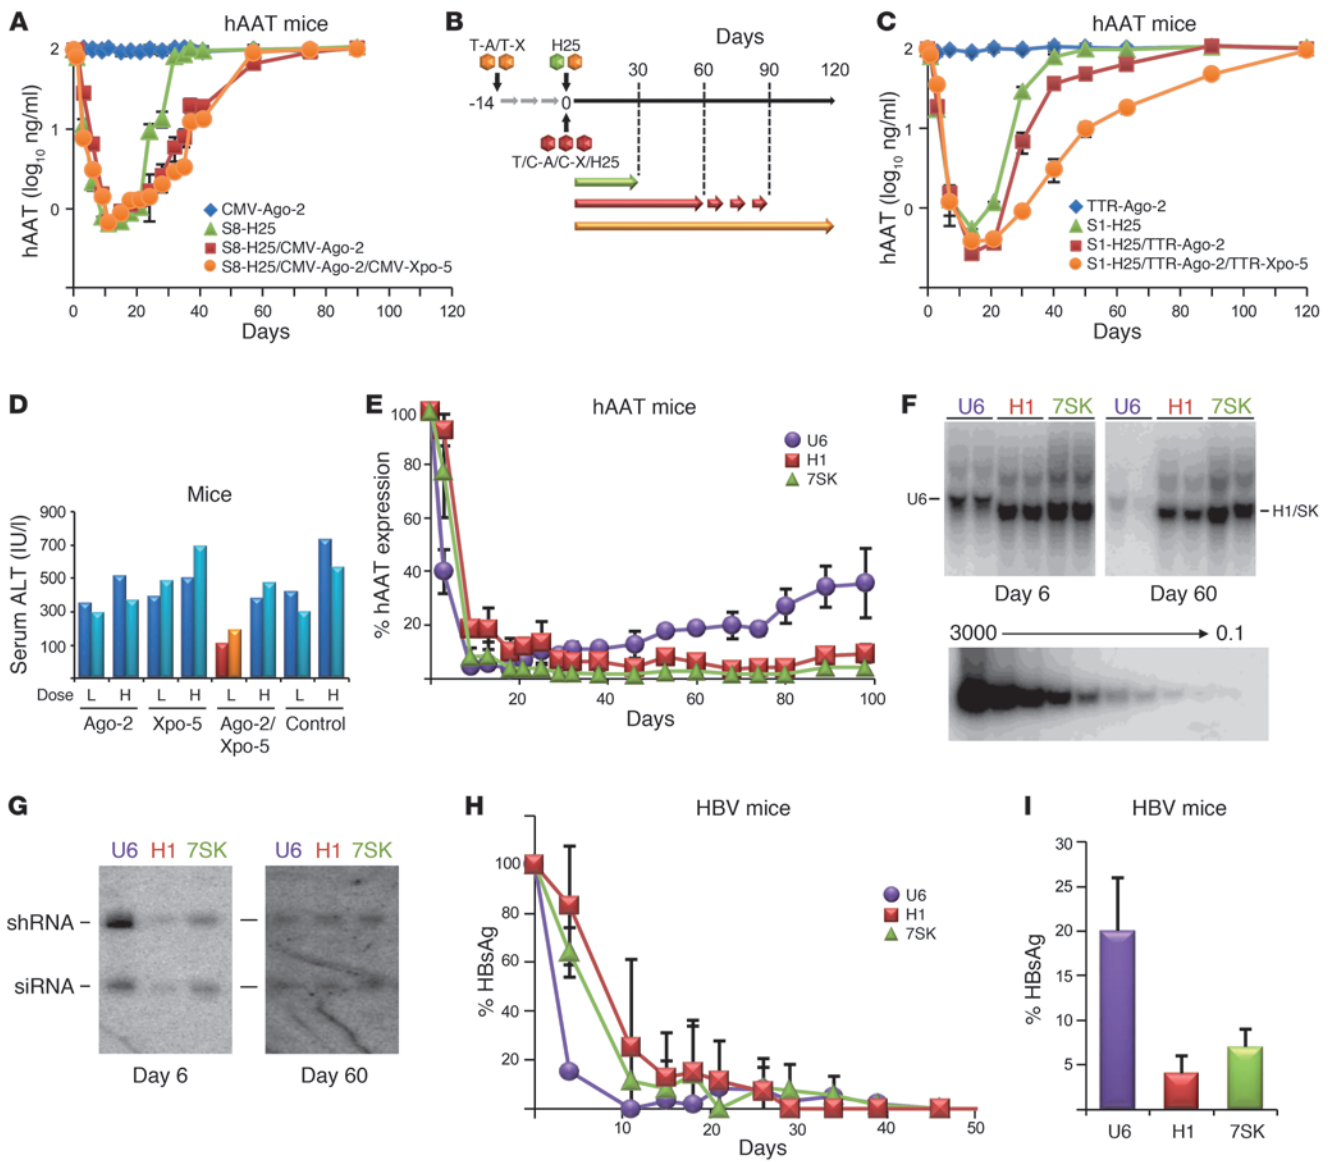 A
hAAT mice
hAAT (log10 ng/ml)
2
1
0
CMV-Ago-2
S8-H25
S8-H25/CMV-Ago-2
S8-H25/CMV-Ago-2/CMV-Xpo-5
0 20 40 60 80 100 120
Days
B
Days
T-A/T-X
H25
30 60 90 120
-14
0
T/C-A/C-X/H25
C
hAAT mice
hAAT (log10 ng/ml)
2
1
0
TTR-Ago-2
S1-H25
S1-H25/TTR-Ago-2
S1-H25/TTR-Ago-2/TTR-Xpo-5
0 20 40 60 80 100 120
Days
D
Mice
Serum ALT (IU/l)
900
700
500
300
100
Dose L H L H L H L H
Ago-2 Xpo-5 Ago-2/ Control
Xpo-5
E
hAAT mice
% hAAT expression
100
80
60
40
20
U6
H1
7SK
20 40 60 80 100
Days
F
U6 H1 7SK U6 H1 7SK
U6
H1/SK
Day 6 Day 60
3000 0.1
G
U6 H1 7SK U6 H1 7SK
shRNA
siRNA
Day 6 Day 60
H
HBV mice
% HBsAg
100
80
60
40
20
U6
H1
7SK
10 20 30 40 50
Days
I
HBV mice
% HBsAg
30
25
20
15
10
5
U6 H1 7SK